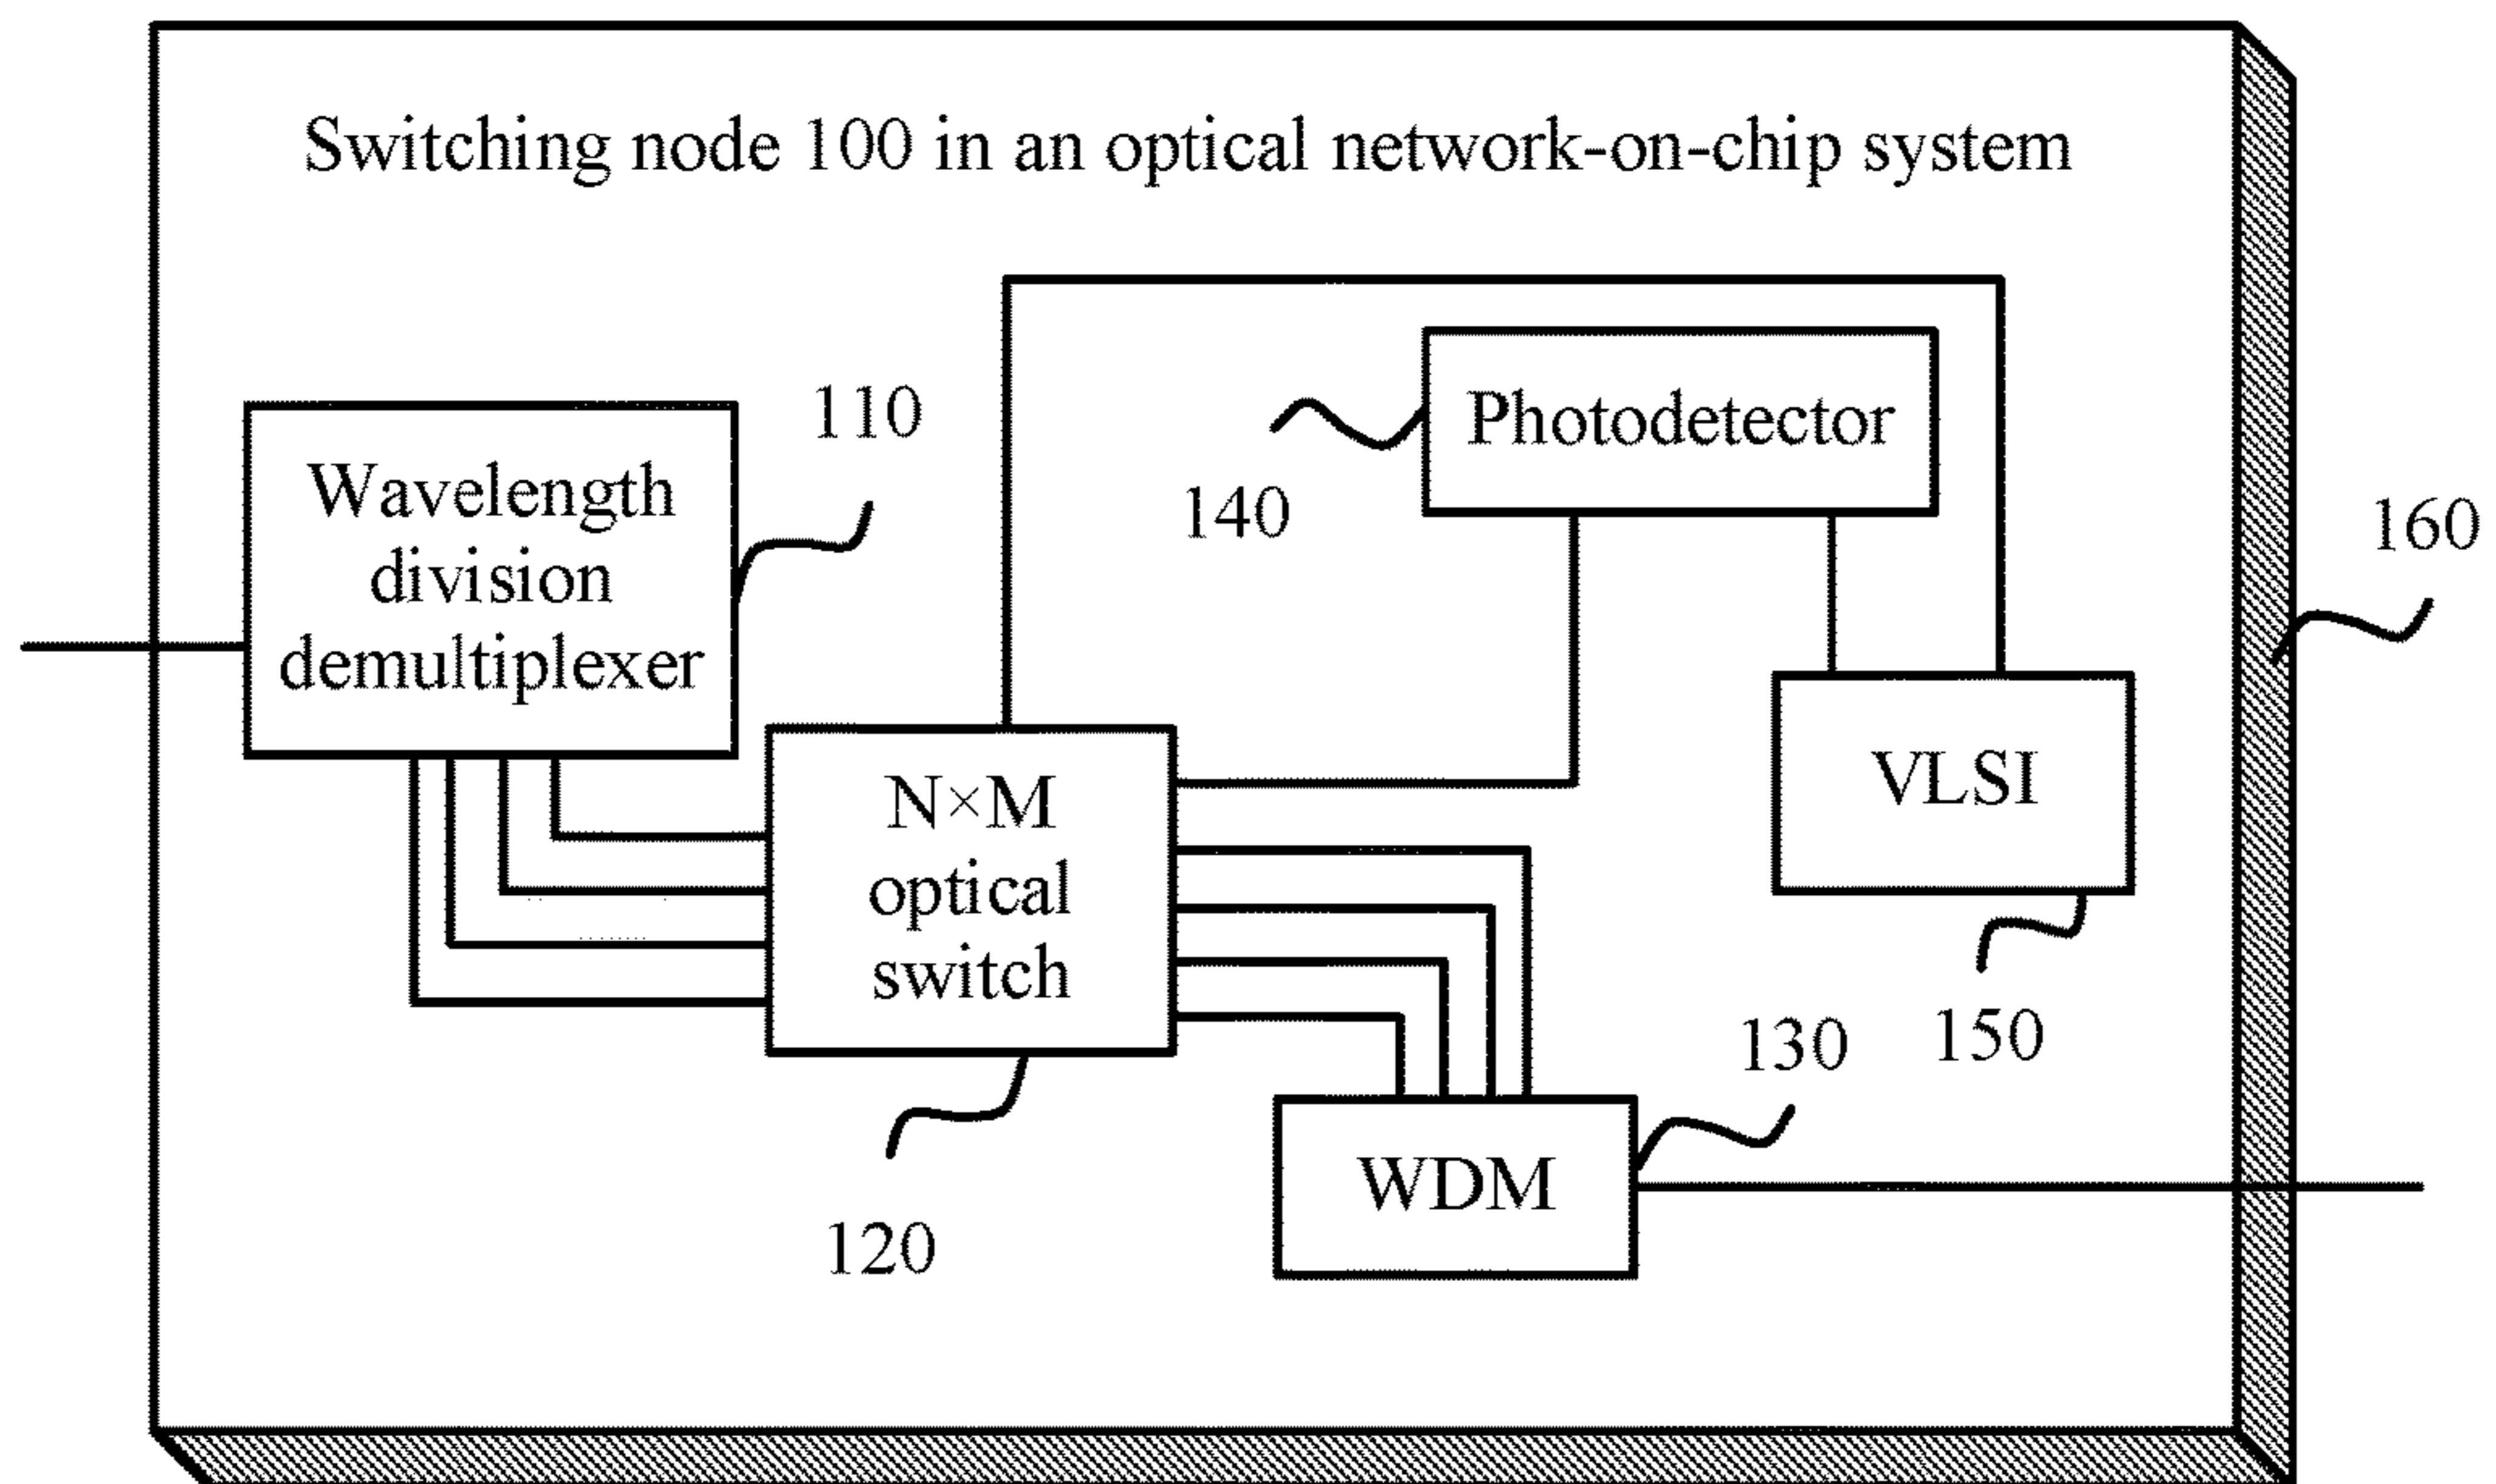 Switching node 100 in an optical network-on-chip system
110
Wavelength
division
demultiplexer
Photodetector
140
160
N×M
optical
switch
VLSI
150
130
120
WDM